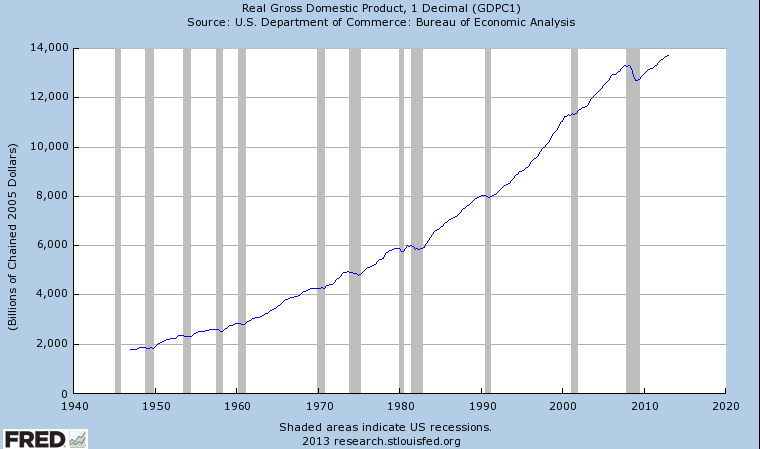 Real Gross Domestic Product, 1 Decimal (GDPC1)
Source: U.S. Department of Commerce: Bureau of Economic Analysis
(Billions of Chained 2005 Dollars)
14,000
12,000
10,000
8,000
6,000
4,000
2,000
0
1940 1950 1960 1970 1980 1990 2000 2010 2020
Shaded areas indicate US recessions.
2013 research.stlouisfed.org
FRED